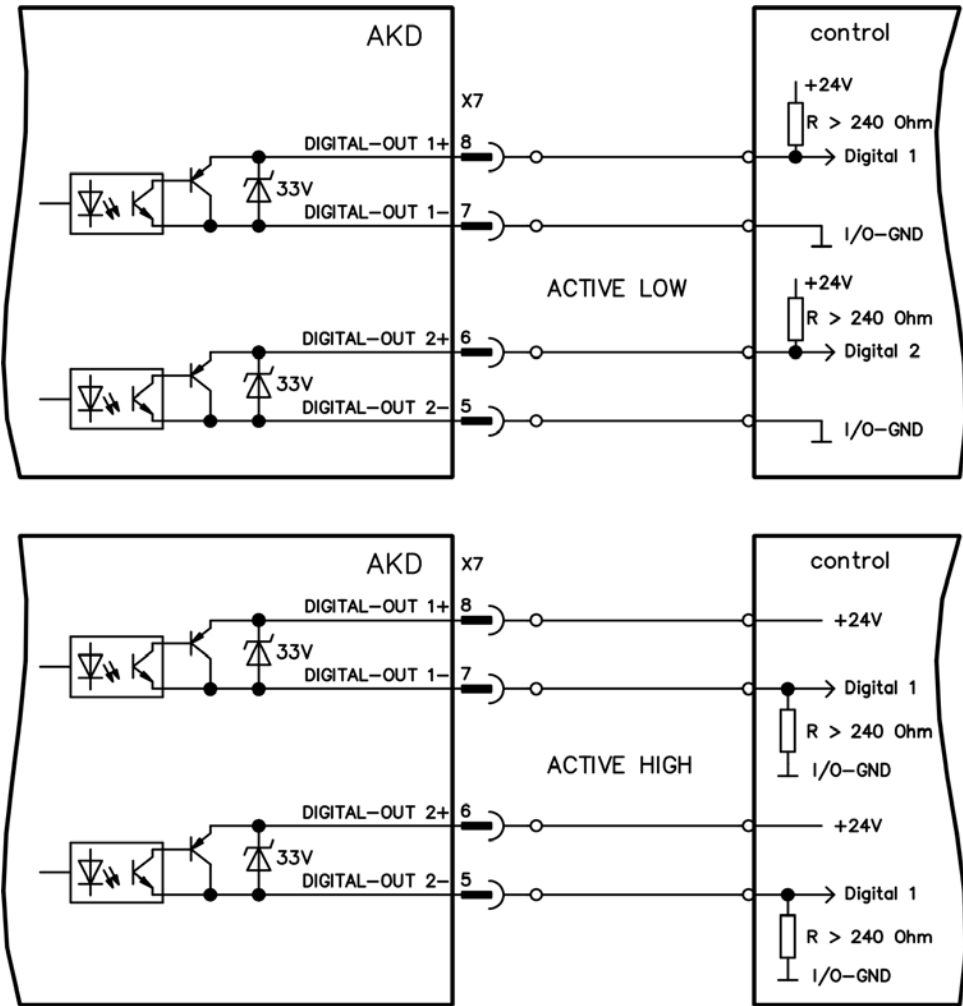 AKD
control
X7
+24V
R > 240 Ohm
DIGITAL-OUT 1+ 8
Digital 1
33V
DIGITAL-OUT 1- 7
I/O-GND
ACTIVE LOW
+24V
R > 240 Ohm
DIGITAL-OUT 2+ 6
Digital 2
33V
DIGITAL-OUT 2- 5
I/O-GND
AKD
X7
control
DIGITAL-OUT 1+ 8
+24V
33V
DIGITAL-OUT 1- 7
Digital 1
R > 240 Ohm
ACTIVE HIGH
I/O-GND
DIGITAL-OUT 2+ 6
+24V
33V
DIGITAL-OUT 2- 5
Digital 1
R > 240 Ohm
I/O-GND